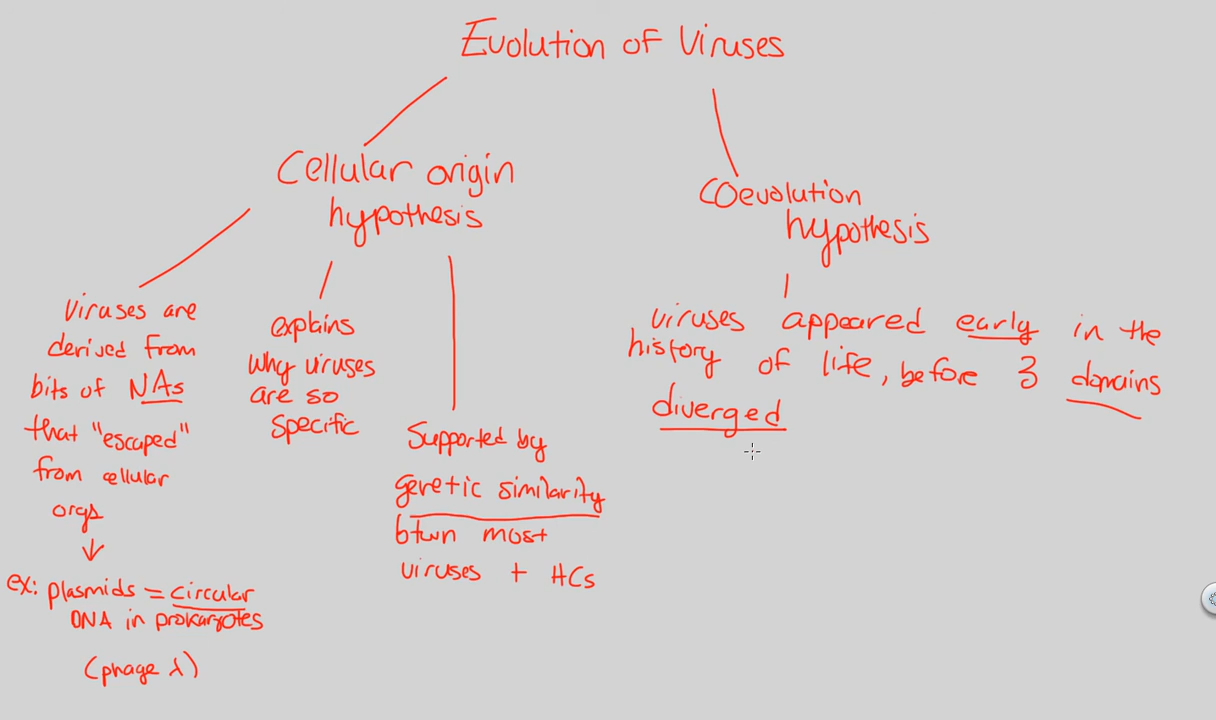 Evolution of Viruses
Cellular origin
hypothesis
Viruses are
derived from
bits of NAs
that "escaped"
from cellular
orgs
ex: plasmids = circular
DNA in prokaryotes
(phage λ)
explains
why viruses
are so
specific
Supported by
genetic similarity
btwn most
viruses + HCs
Coevolution
hypothesis
viruses appeared early in the
history of life, before 3 domains
diverged